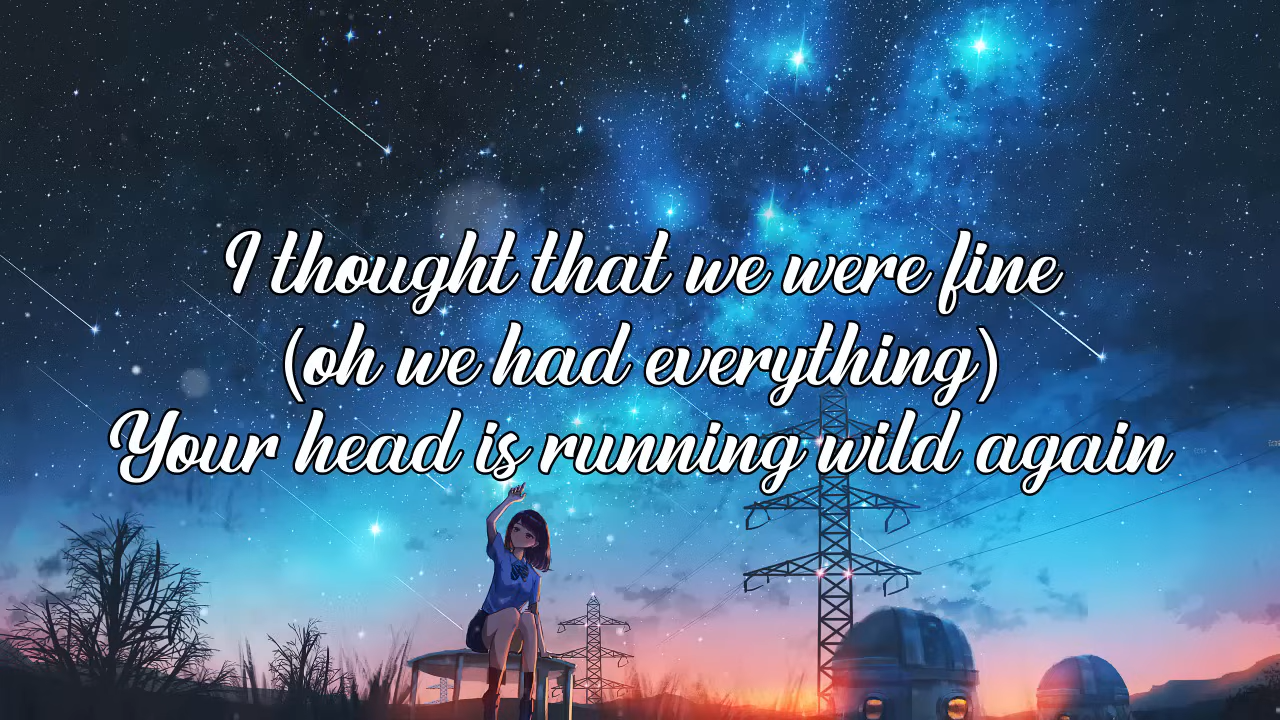 I thought that we were fine
(oh we had everything)
Your head is running wild again